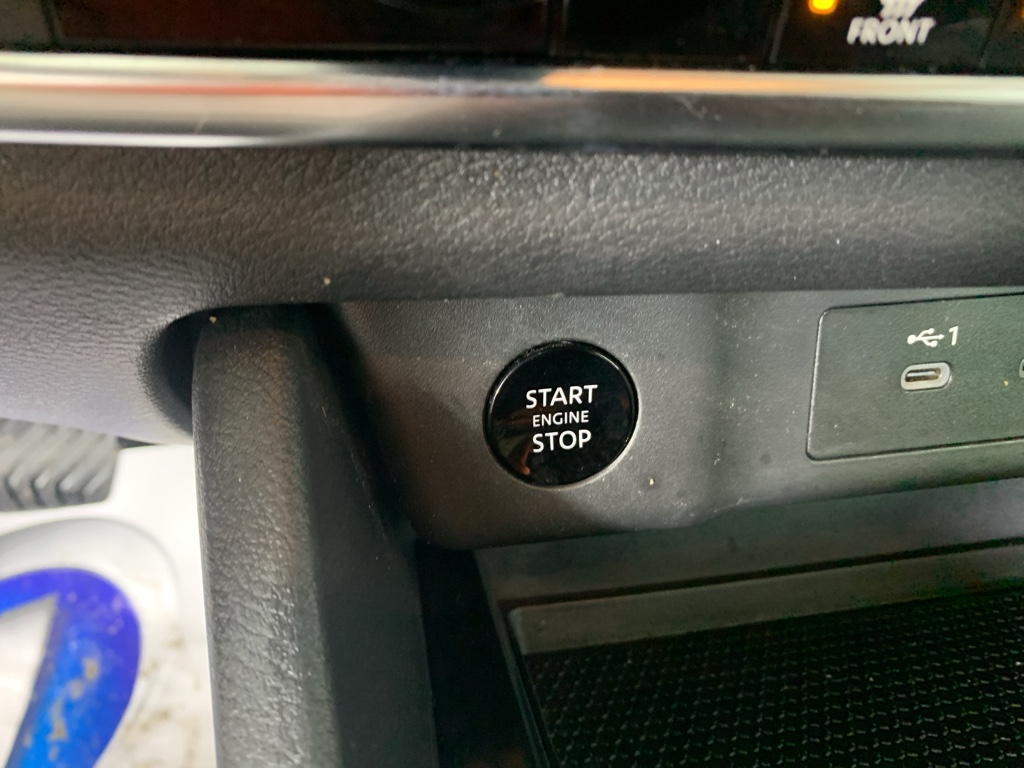 FRONT
START
ENGINE
STOP
1